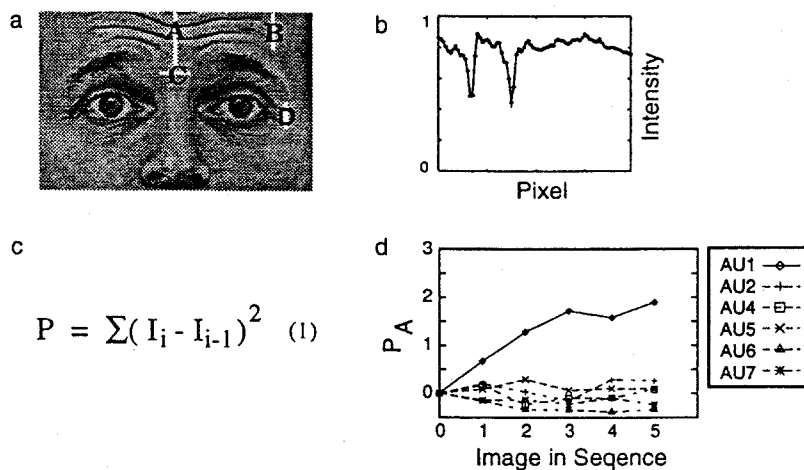 a
A
B
C
D
b
1
0
Intensity
Pixel
c
P = Σ( I_i - I_{i-1} )^2 (1)
d
3
2
1
0
P_A
0 1 2 3 4 5
Image in Seqence
AU1
AU2
AU4
AU5
AU6
AU7